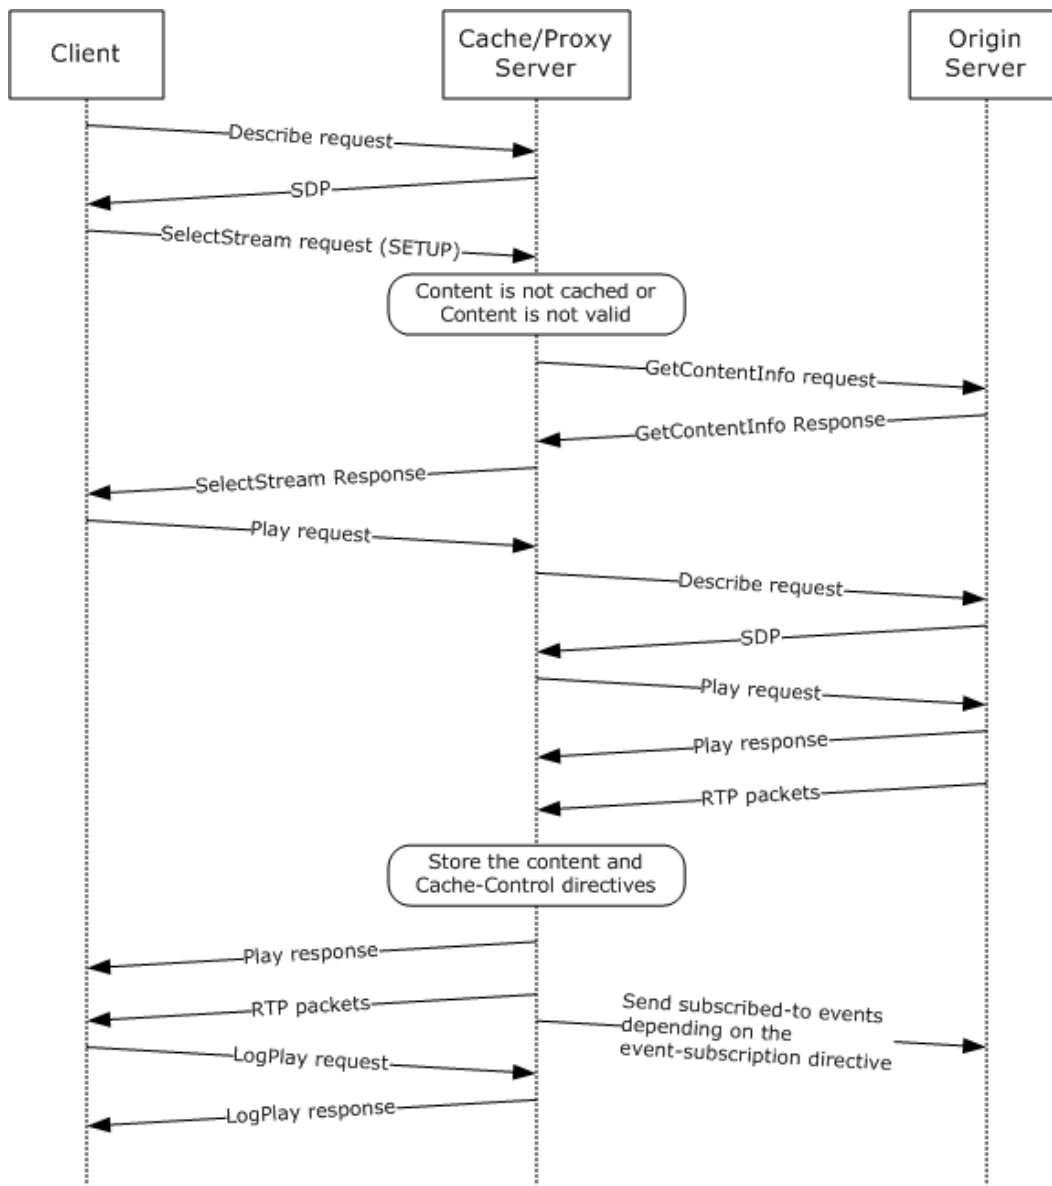 Client
Cache/Proxy
Server
Origin
Server
Describe request
SDP
SelectStream request (SETUP)
Content is not cached or
Content is not valid
GetContentInfo request
GetContentInfo Response
SelectStream Response
Play request
Describe request
SDP
Play request
Play response
RTP packets
Store the content and
Cache-Control directives
Play response
RTP packets
Send subscribed-to events
depending on the
event-subscription directive
LogPlay request
LogPlay response